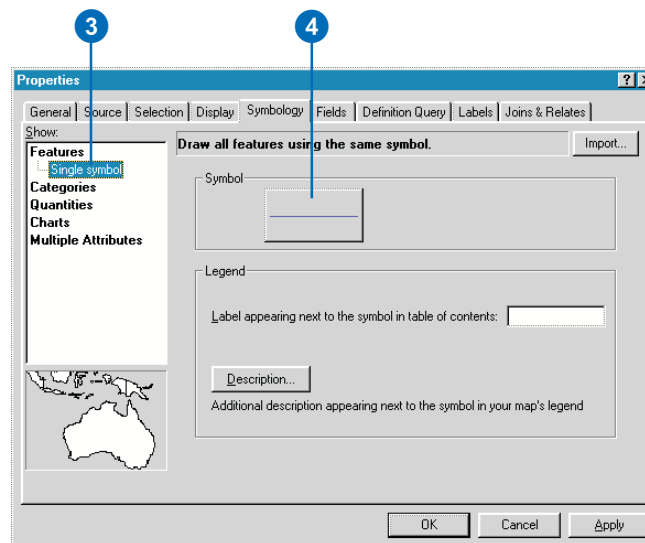 3 4
Properties ?
General Source Selection Display Symbology Fields Definition Query Labels Joins & Relates
Show:
Features
Single symbol
Categories
Quantities
Charts
Multiple Attributes
Draw all features using the same symbol.
Import...
Symbol
Legend
Label appearing next to the symbol in table of contents:
Description...
Additional description appearing next to the symbol in your map's legend
OK Cancel Apply